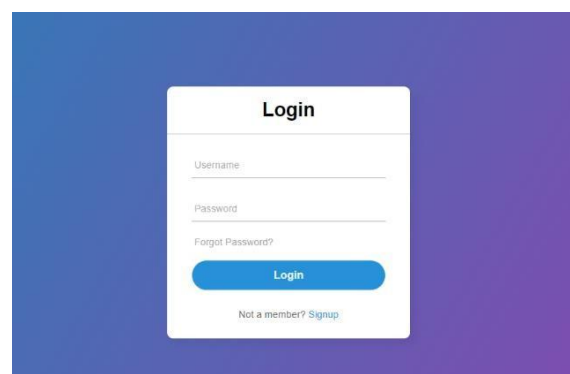 Login
Username
Password
Forgot Password?
Login
Not a member? Signup